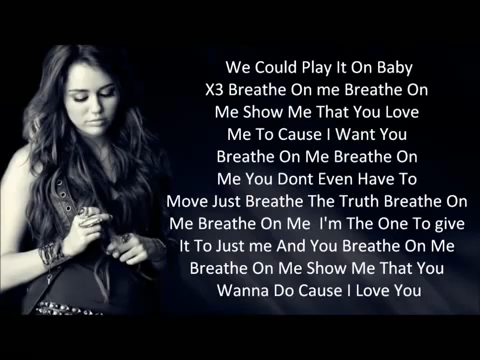 We Could Play It On Baby
X3 Breathe On me Breathe On
Me Show Me That You Love
Me To Cause I Want You
Breathe On Me Breathe On
Me You Dont Even Have To
Move Just Breathe The Truth Breathe On
Me Breathe On Me  I'm The One To give
It To Just me And You Breathe On Me
Breathe On Me Show Me That You
Wanna Do Cause I Love You